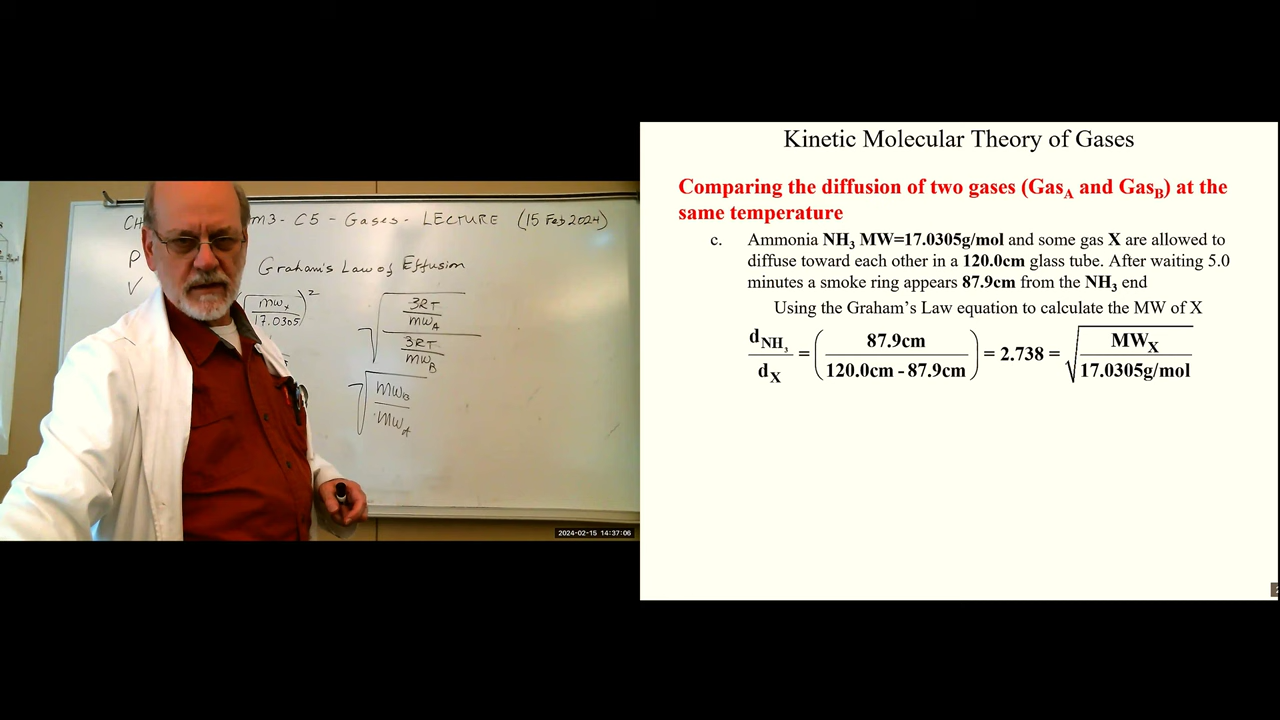 CH m3 - C5 - Gases - LECTURE (15 Feb 2024)
P
V
Graham's Law of Effusion
(mwx / 17.0305)²
√(3RT / MWA)
(3RT / MWB)
√(MWB / MWA)
2024-02-15 14:37:06
Kinetic Molecular Theory of Gases
Comparing the diffusion of two gases (GasA and GasB) at the
same temperature
c. Ammonia NH3 MW=17.0305g/mol and some gas X are allowed to
diffuse toward each other in a 120.0cm glass tube. After waiting 5.0
minutes a smoke ring appears 87.9cm from the NH3 end
Using the Graham's Law equation to calculate the MW of X
dNH3 / dX = (87.9cm / 120.0cm - 87.9cm) = 2.738 = √(MWX / 17.0305g/mol)